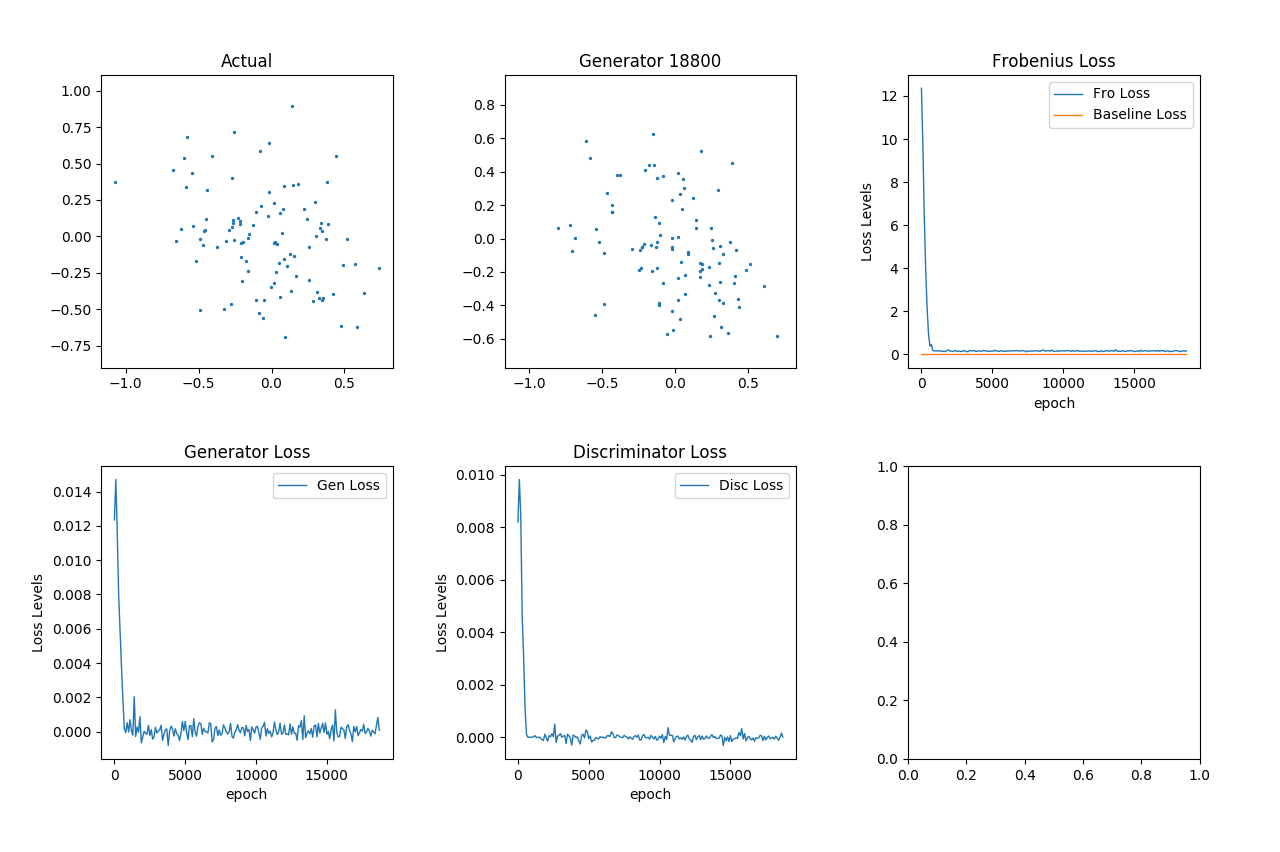 Actual
1.00
0.75
0.50
0.25
0.00
−0.25
−0.50
−0.75
−1.0 −0.5 0.0 0.5
Generator 18800
0.8
0.6
0.4
0.2
0.0
−0.2
−0.4
−0.6
−1.0 −0.5 0.0 0.5
Frobenius Loss
Fro Loss
Baseline Loss
Loss Levels
12
10
8
6
4
2
0
0 5000 10000 15000
epoch
Generator Loss
Gen Loss
Loss Levels
0.014
0.012
0.010
0.008
0.006
0.004
0.002
0.000
0 5000 10000 15000
epoch
Discriminator Loss
Disc Loss
Loss Levels
0.010
0.008
0.006
0.004
0.002
0.000
0 5000 10000 15000
epoch
1.0
0.8
0.6
0.4
0.2
0.0
0.0 0.2 0.4 0.6 0.8 1.0